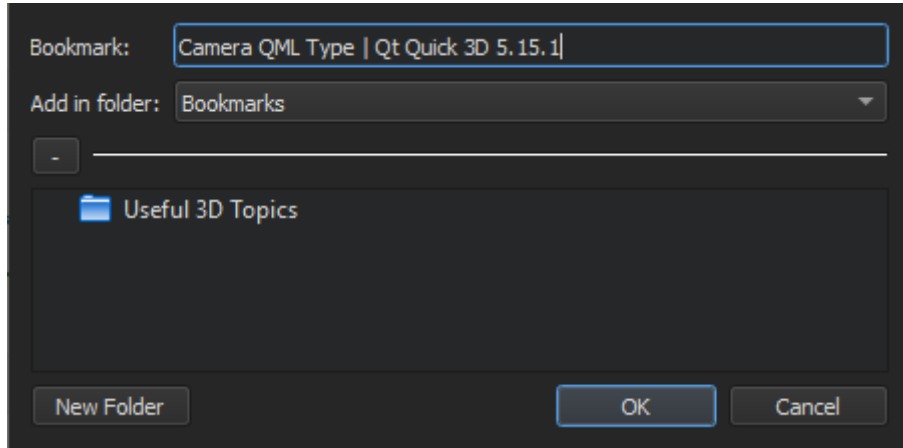 Bookmark: Camera QML Type | Qt Quick 3D 5.15.1
Add in folder: Bookmarks
-
Useful 3D Topics
New Folder OK Cancel